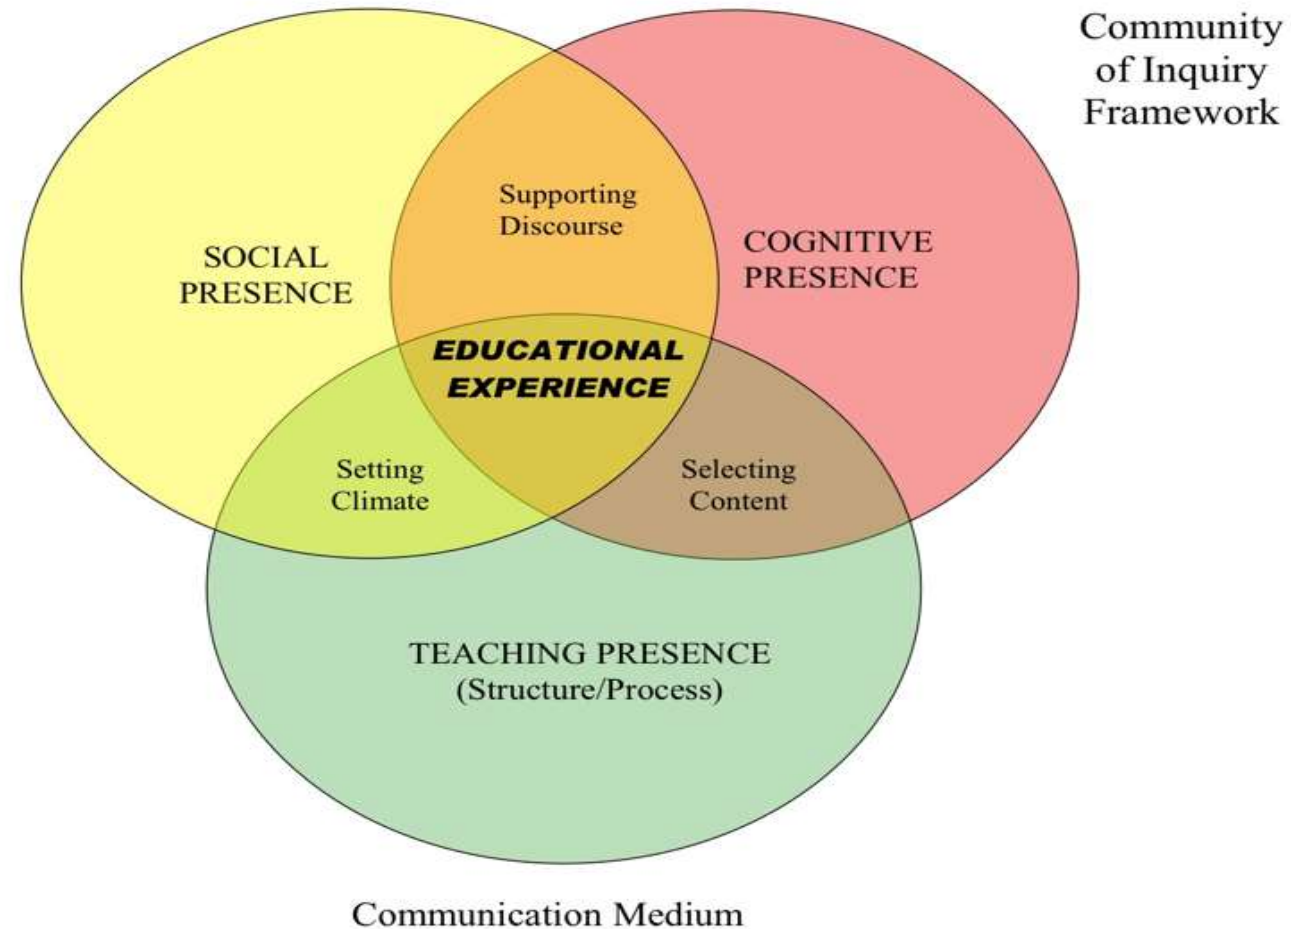 Community
of Inquiry
Framework
Supporting
Discourse
SOCIAL
PRESENCE
COGNITIVE
PRESENCE
EDUCATIONAL
EXPERIENCE
Setting
Climate
Selecting
Content
TEACHING PRESENCE
(Structure/Process)
Communication Medium